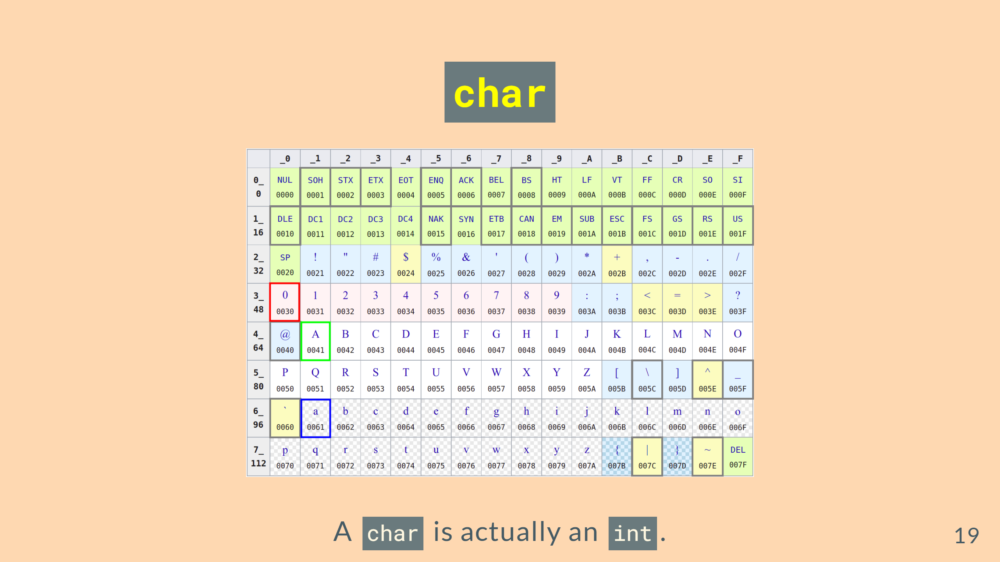 char
_0 _1 _2 _3 _4 _5 _6 _7 _8 _9 _A _B _C _D _E _F
0_ NUL SOH STX ETX EOT ENQ ACK BEL BS HT LF VT FF CR SO SI
0 0000 0001 0002 0003 0004 0005 0006 0007 0008 0009 000A 000B 000C 000D 000E 000F
1_ DLE DC1 DC2 DC3 DC4 NAK SYN ETB CAN EM SUB ESC FS GS RS US
16 0010 0011 0012 0013 0014 0015 0016 0017 0018 0019 001A 001B 001C 001D 001E 001F
2_ SP ! " # $ % & ' ( ) * + , - . /
32 0020 0021 0022 0023 0024 0025 0026 0027 0028 0029 002A 002B 002C 002D 002E 002F
3_ 0 1 2 3 4 5 6 7 8 9 : ; < = > ?
48 0030 0031 0032 0033 0034 0035 0036 0037 0038 0039 003A 003B 003C 003D 003E 003F
4_ @ A B C D E F G H I J K L M N O
64 0040 0041 0042 0043 0044 0045 0046 0047 0048 0049 004A 004B 004C 004D 004E 004F
5_ P Q R S T U V W X Y Z [ \ ] ^ _
80 0050 0051 0052 0053 0054 0055 0056 0057 0058 0059 005A 005B 005C 005D 005E 005F
6_ ` a b c d e f g h i j k l m n o
96 0060 0061 0062 0063 0064 0065 0066 0067 0068 0069 006A 006B 006C 006D 006E 006F
7_ p q r s t u v w x y z { | } ~ DEL
112 0070 0071 0072 0073 0074 0075 0076 0077 0078 0079 007A 007B 007C 007D 007E 007F
A char is actually an int.
19